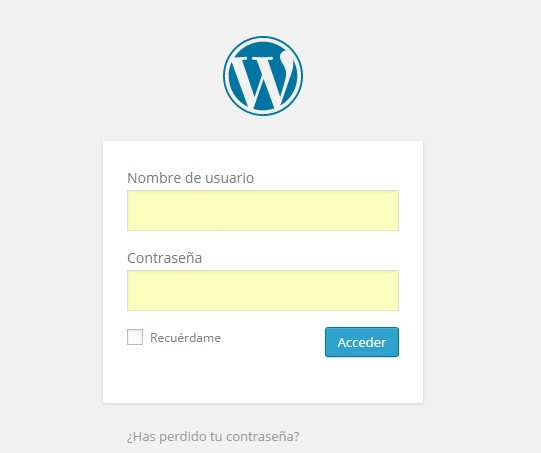 Nombre de usuario
Contraseña
Recuérdame
Acceder
¿Has perdido tu contraseña?